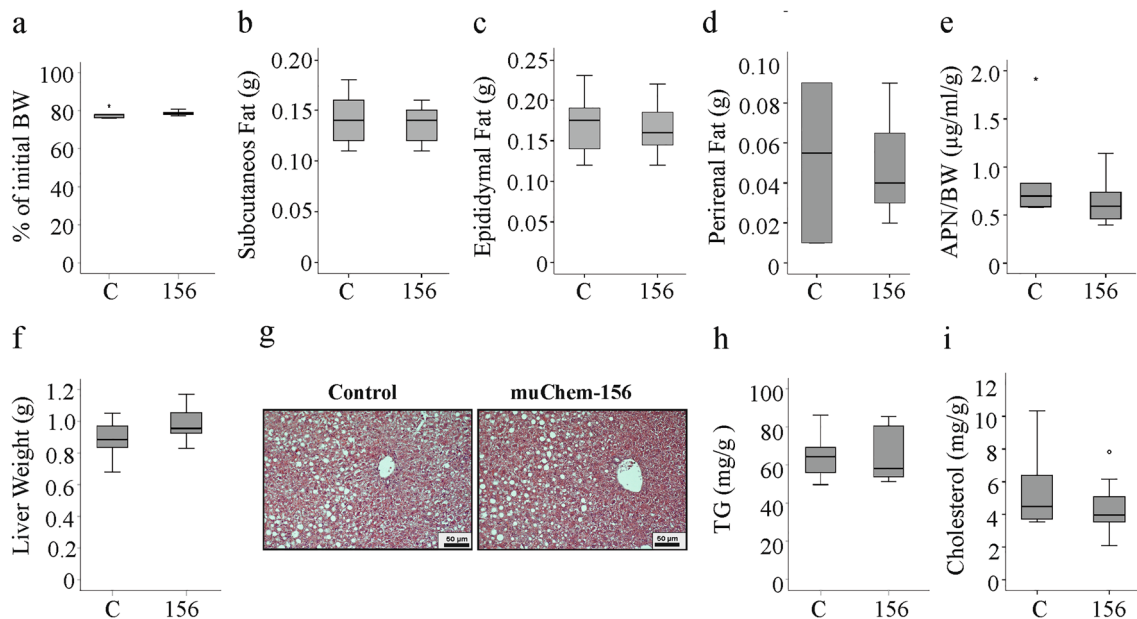 a
% of initial BW
100
80
60
40
20
0
C 156
b
Subcutaneos Fat (g)
0.20
0.15
0.10
0.05
0
C 156
c
Epididymal Fat (g)
0.25
0.20
0.15
0.10
0.05
0
C 156
d
Perirenal Fat (g)
0.10
0.08
0.06
0.04
0.02
0
C 156
e
APN/BW (μg/ml/g)
2.0
1.5
1.0
0.5
0
*
C 156
f
Liver Weight (g)
1.2
1.0
0.8
0.6
0.4
0.2
0
C 156
g
Control muChem-156
50 μm 50 μm
h
TG (mg/g )
100
80
60
40
20
0
C 156
i
Cholesterol (mg/g)
12
10
8
6
4
2
0
C 156